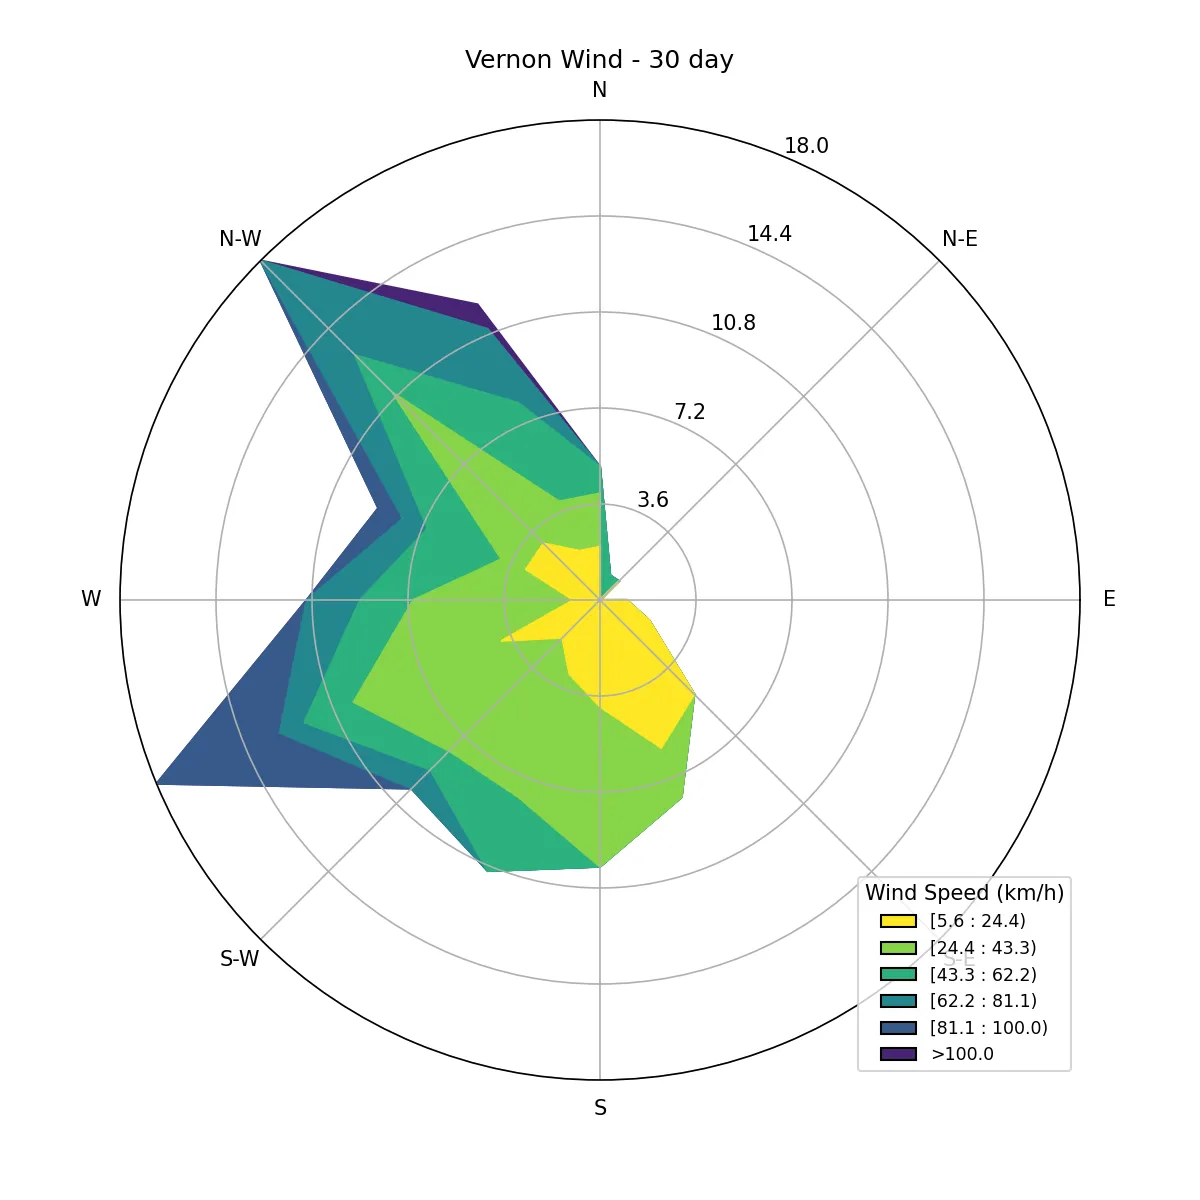 Vernon Wind - 30 day
N
18.0
14.4
N-W
N-E
10.8
7.2
3.6
W
E
Wind Speed (km/h)
[5.6 : 24.4)
[24.4 : 43.3)
S-W
S-E
[43.3 : 62.2)
[62.2 : 81.1)
[81.1 : 100.0)
>100.0
S